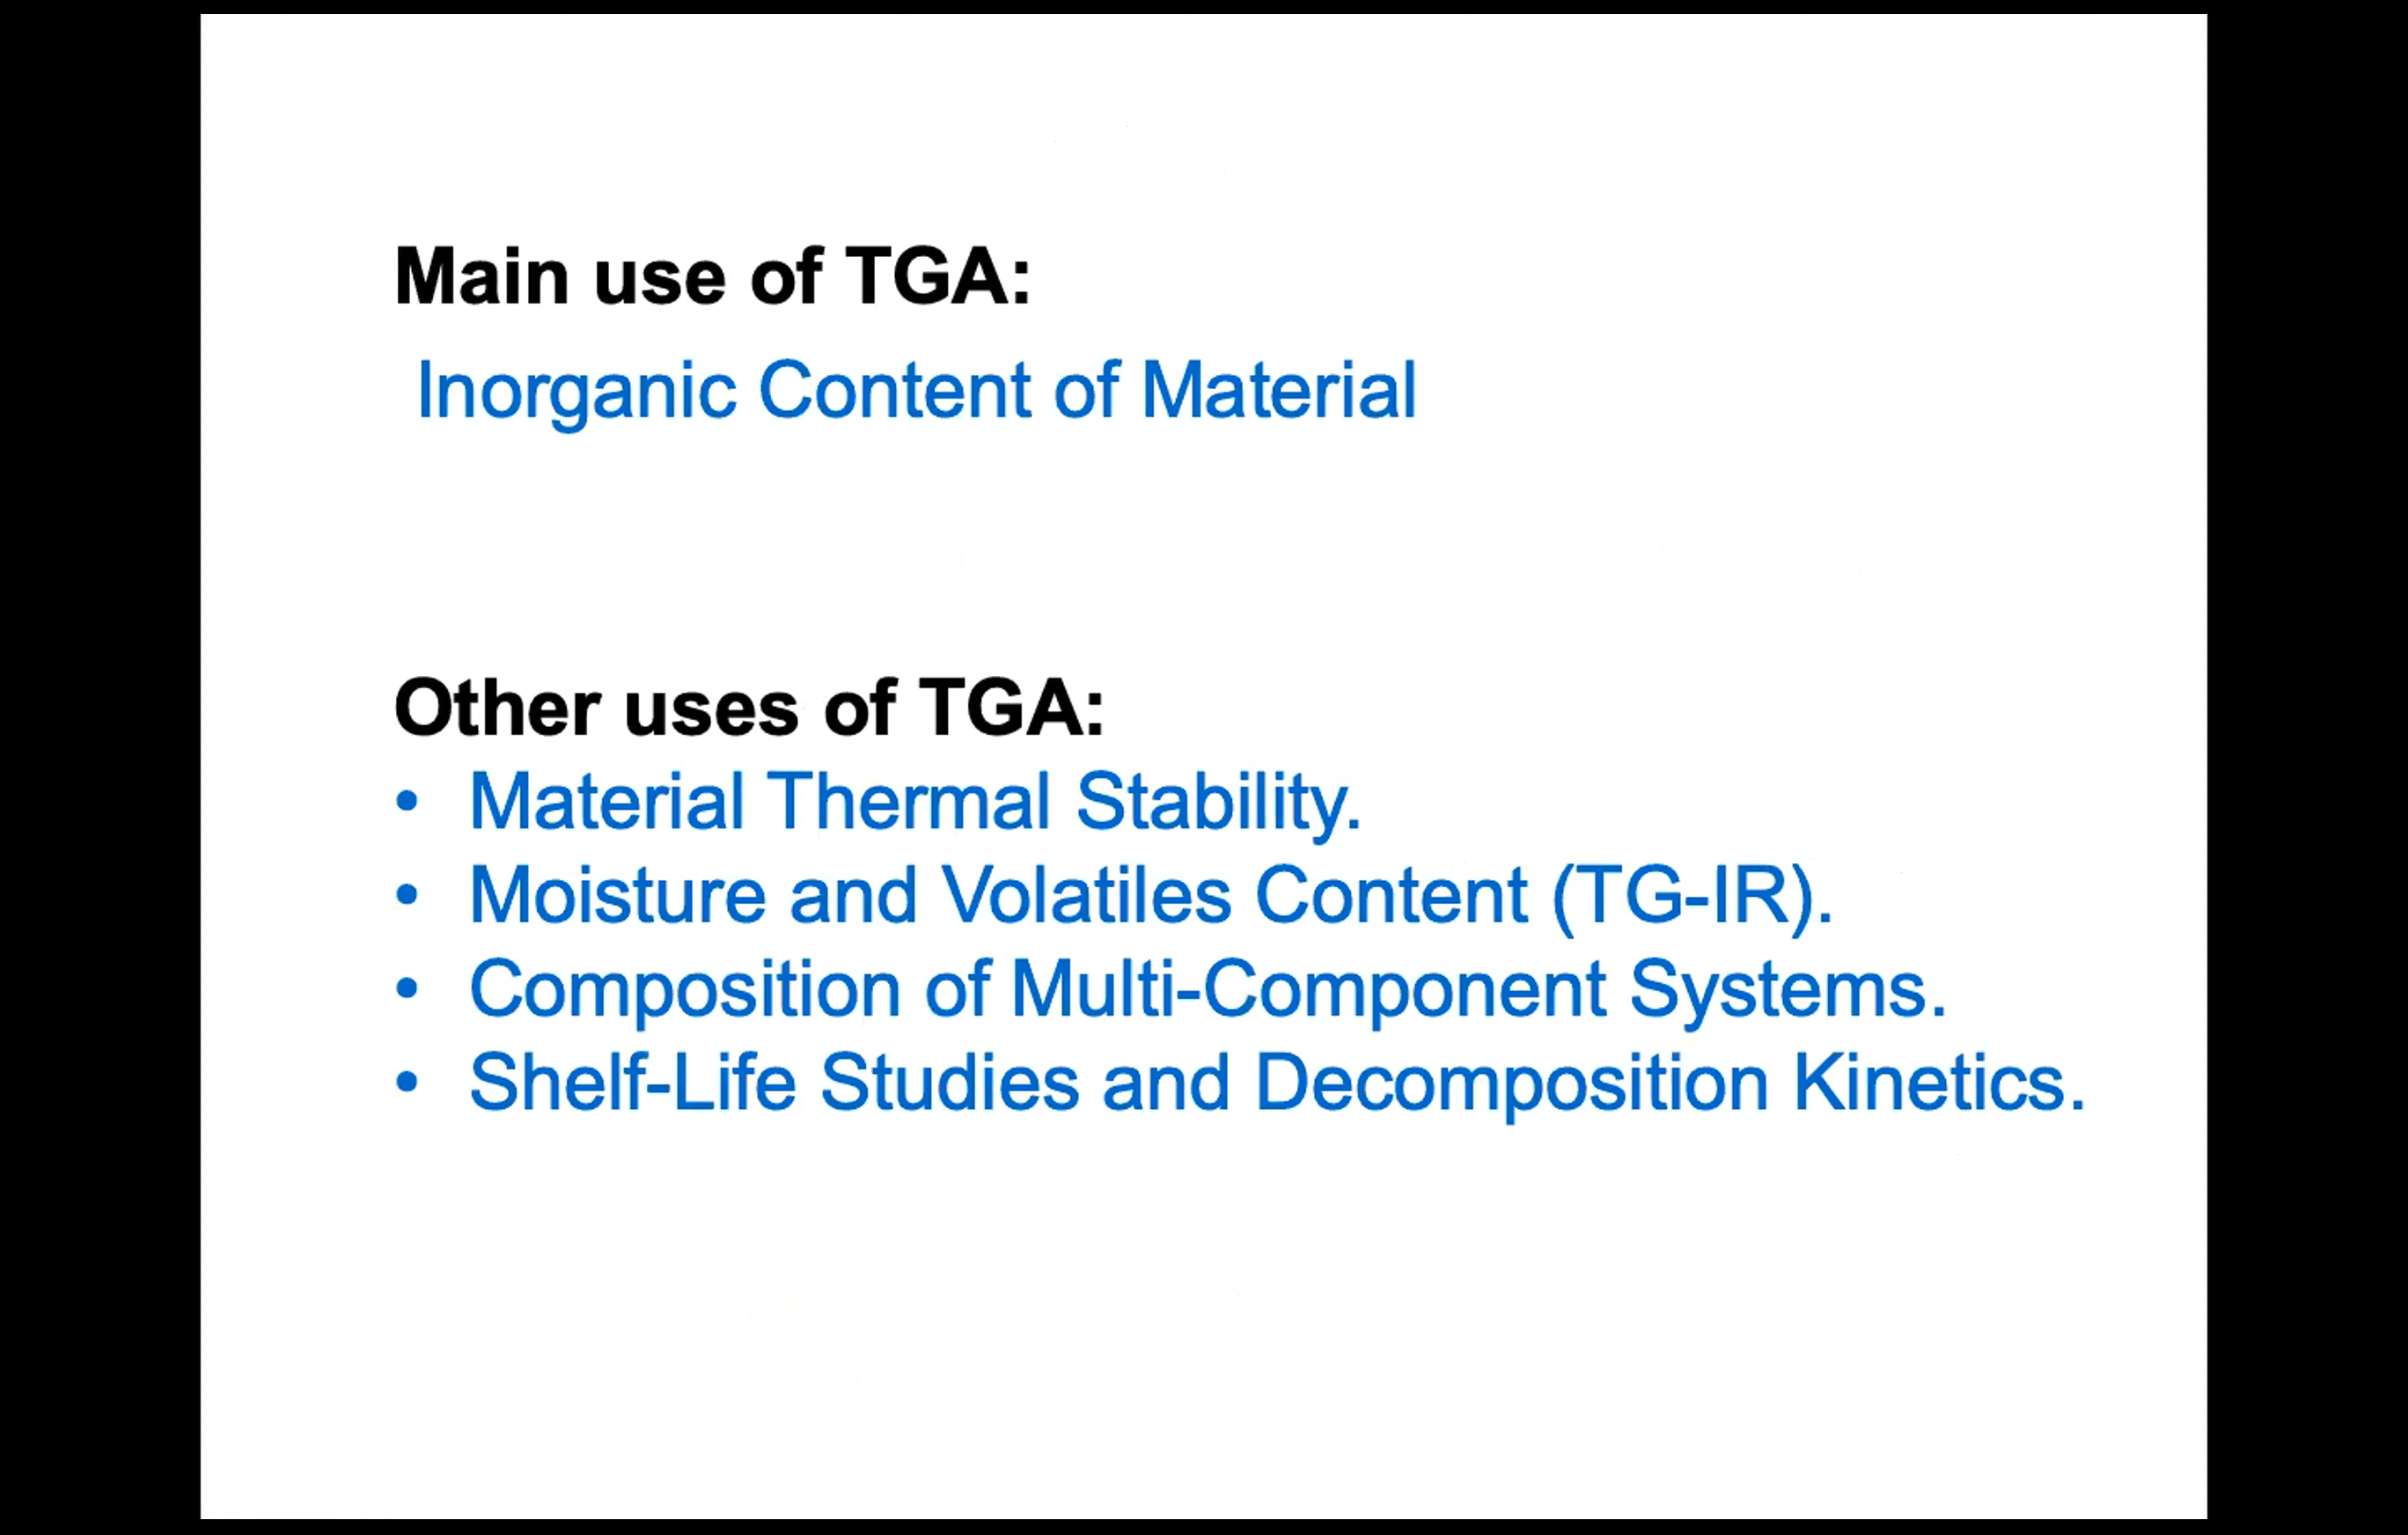 Main use of TGA:
Inorganic Content of Material
Other uses of TGA:
• Material Thermal Stability.
• Moisture and Volatiles Content (TG-IR).
• Composition of Multi-Component Systems.
• Shelf-Life Studies and Decomposition Kinetics.